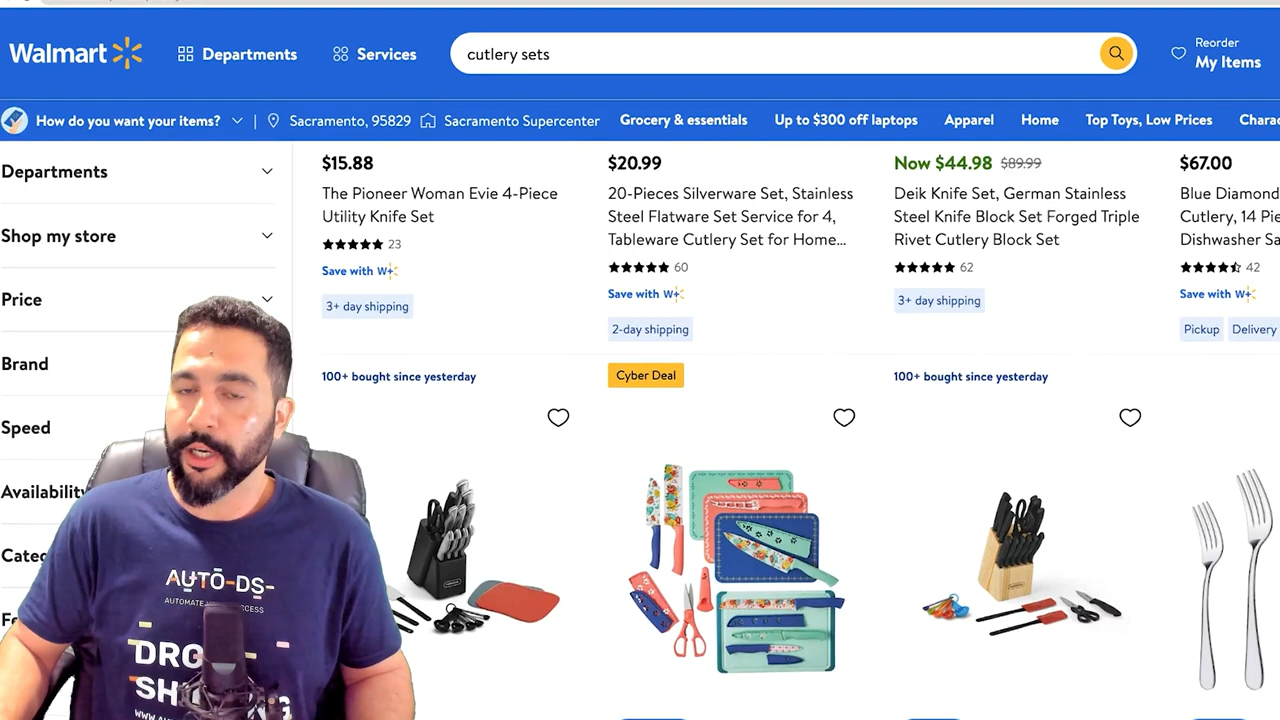 Walmart
Departments
Services
cutlery sets
Reorder
My Items
How do you want your items?
|
Sacramento, 95829
Sacramento Supercenter
Grocery & essentials
Up to $300 off laptops
Apparel
Home
Top Toys, Low Prices
Departments
Shop my store
Price
Brand
Speed
Availability
$15.88
The Pioneer Woman Evie 4-Piece
Utility Knife Set
23
Save with W+
3+ day shipping
$20.99
20-Pieces Silverware Set, Stainless
Steel Flatware Set Service for 4,
Tableware Cutlery Set for Home...
60
Save with W+
2-day shipping
Now $44.98 $89.99
Deik Knife Set, German Stainless
Steel Knife Block Set Forged Triple
Rivet Cutlery Block Set
62
3+ day shipping
$67.00
Blue Diamond
Cutlery, 14 Pie
Dishwasher Sa
42
Save with W+
Pickup
Delivery
100+ bought since yesterday
Cyber Deal
100+ bought since yesterday
AUTO-DS-